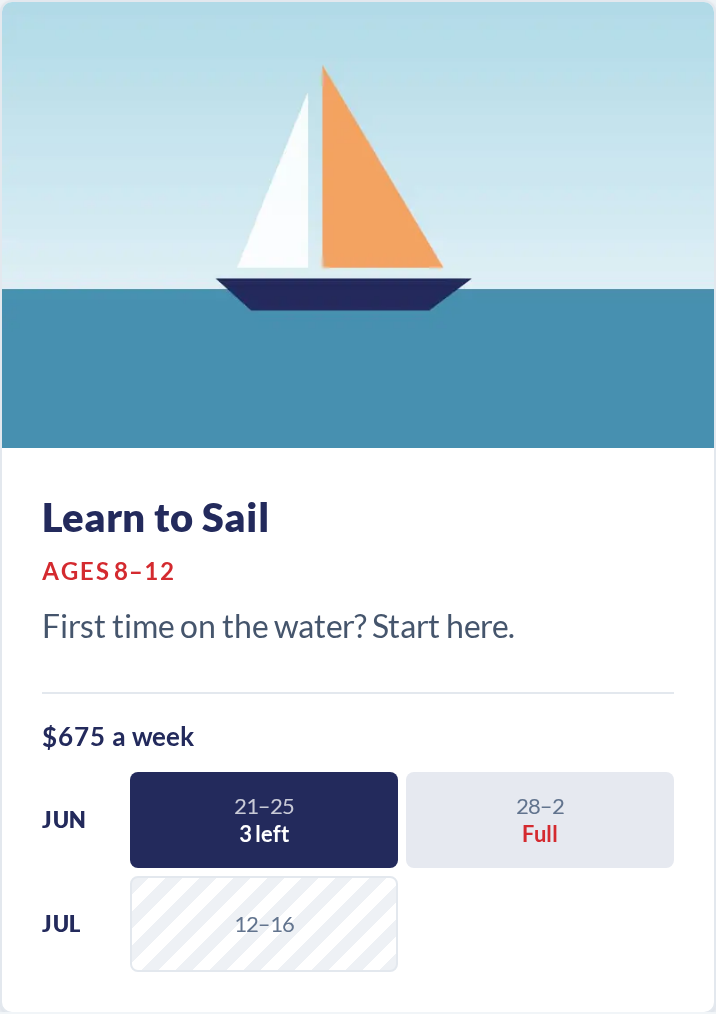 Learn to Sail
AGES 8–12
First time on the water? Start here.
$675 a week
JUN
21–25
3 left
28–2
Full
JUL
12–16